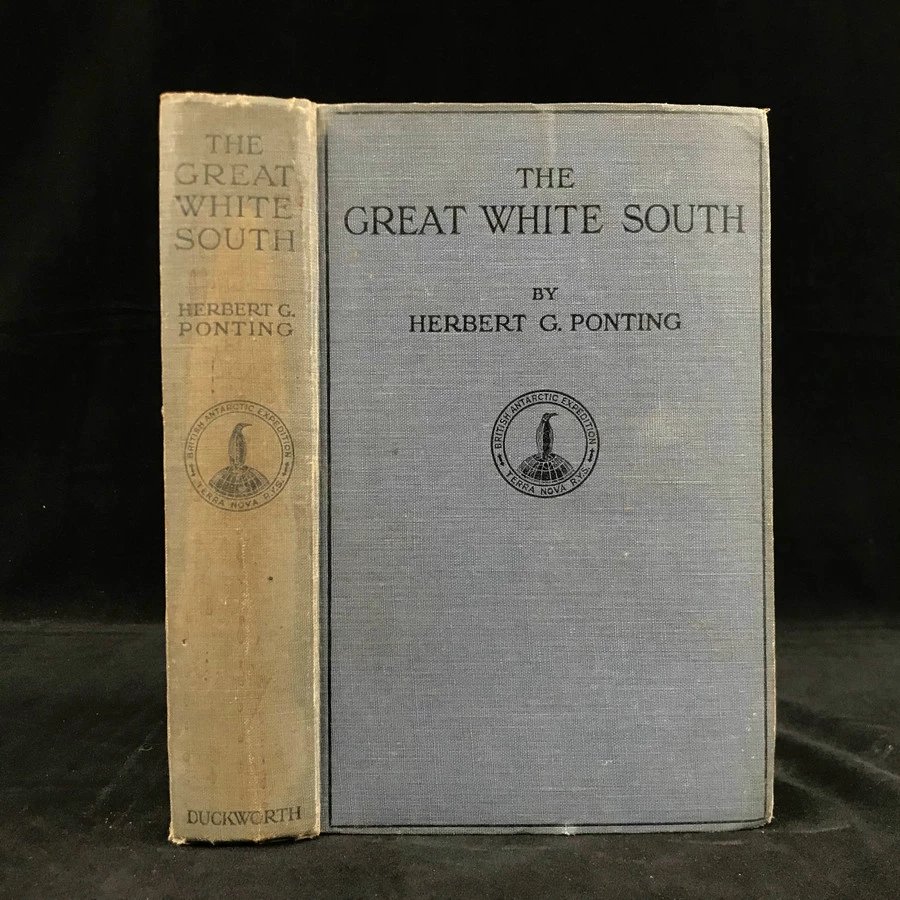 THE
GREAT
WHITE
SOUTH
HERBERT G.
PONTING
BRITISH ANTARCTIC EXPEDITION
TERRA NOVA R.Y.S.
DUCKWORTH
THE
GREAT WHITE SOUTH
BY
HERBERT G. PONTING
BRITISH ANTARCTIC EXPEDITION
TERRA NOVA R.Y.S.